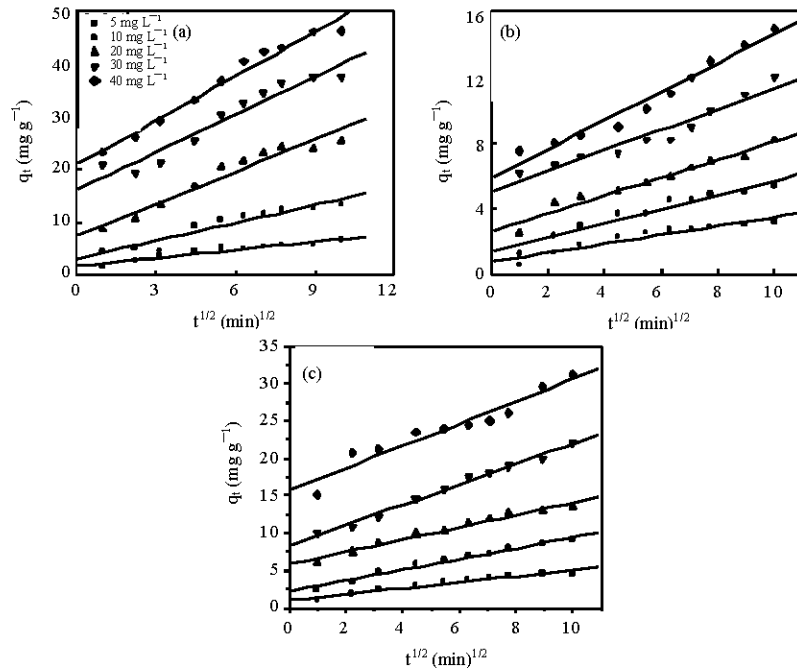 (a)
5 mg L⁻¹
10 mg L⁻¹
20 mg L⁻¹
30 mg L⁻¹
40 mg L⁻¹
50
40
30
20
10
0
qt (mg g⁻¹)
0 3 6 9 12
t^1/2 (min)^1/2
(b)
16
12
8
4
0
qt (mg g⁻¹)
0 2 4 6 8 10
t^1/2 (min)^1/2
(c)
35
30
25
20
15
10
5
0
qt (mg g⁻¹)
0 2 4 6 8 10
t^1/2 (min)^1/2